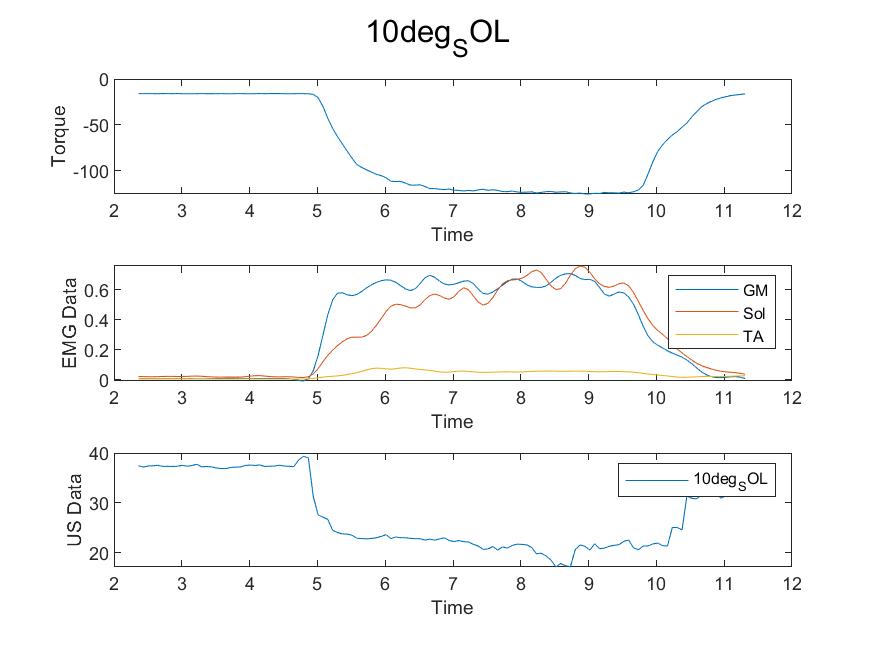 10deg_SOL
0
-50
-100
Torque
2 3 4 5 6 7 8 9 10 11 12
Time
0.6
0.4
0.2
0
EMG Data
GM
Sol
TA
2 3 4 5 6 7 8 9 10 11 12
Time
40
30
20
US Data
10deg_SOL
2 3 4 5 6 7 8 9 10 11 12
Time